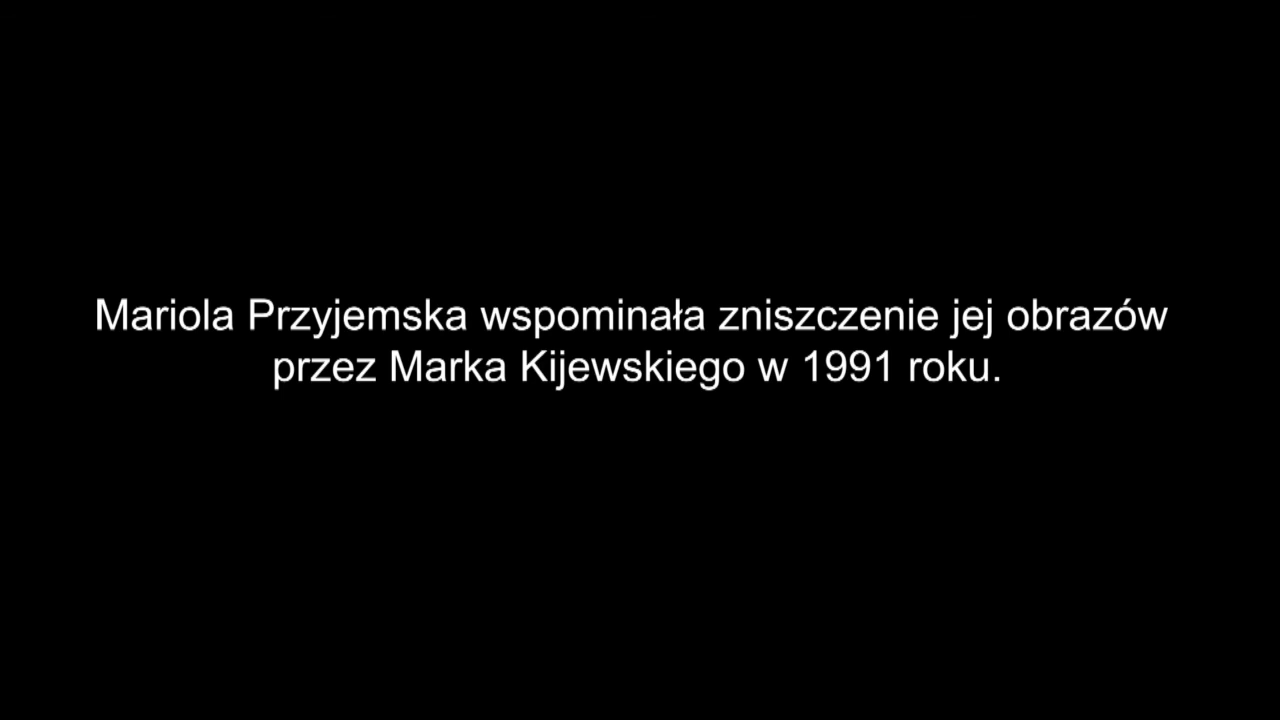 Mariola Przyjemska wspominała zniszczenie jej obrazów
przez Marka Kijewskiego w 1991 roku.